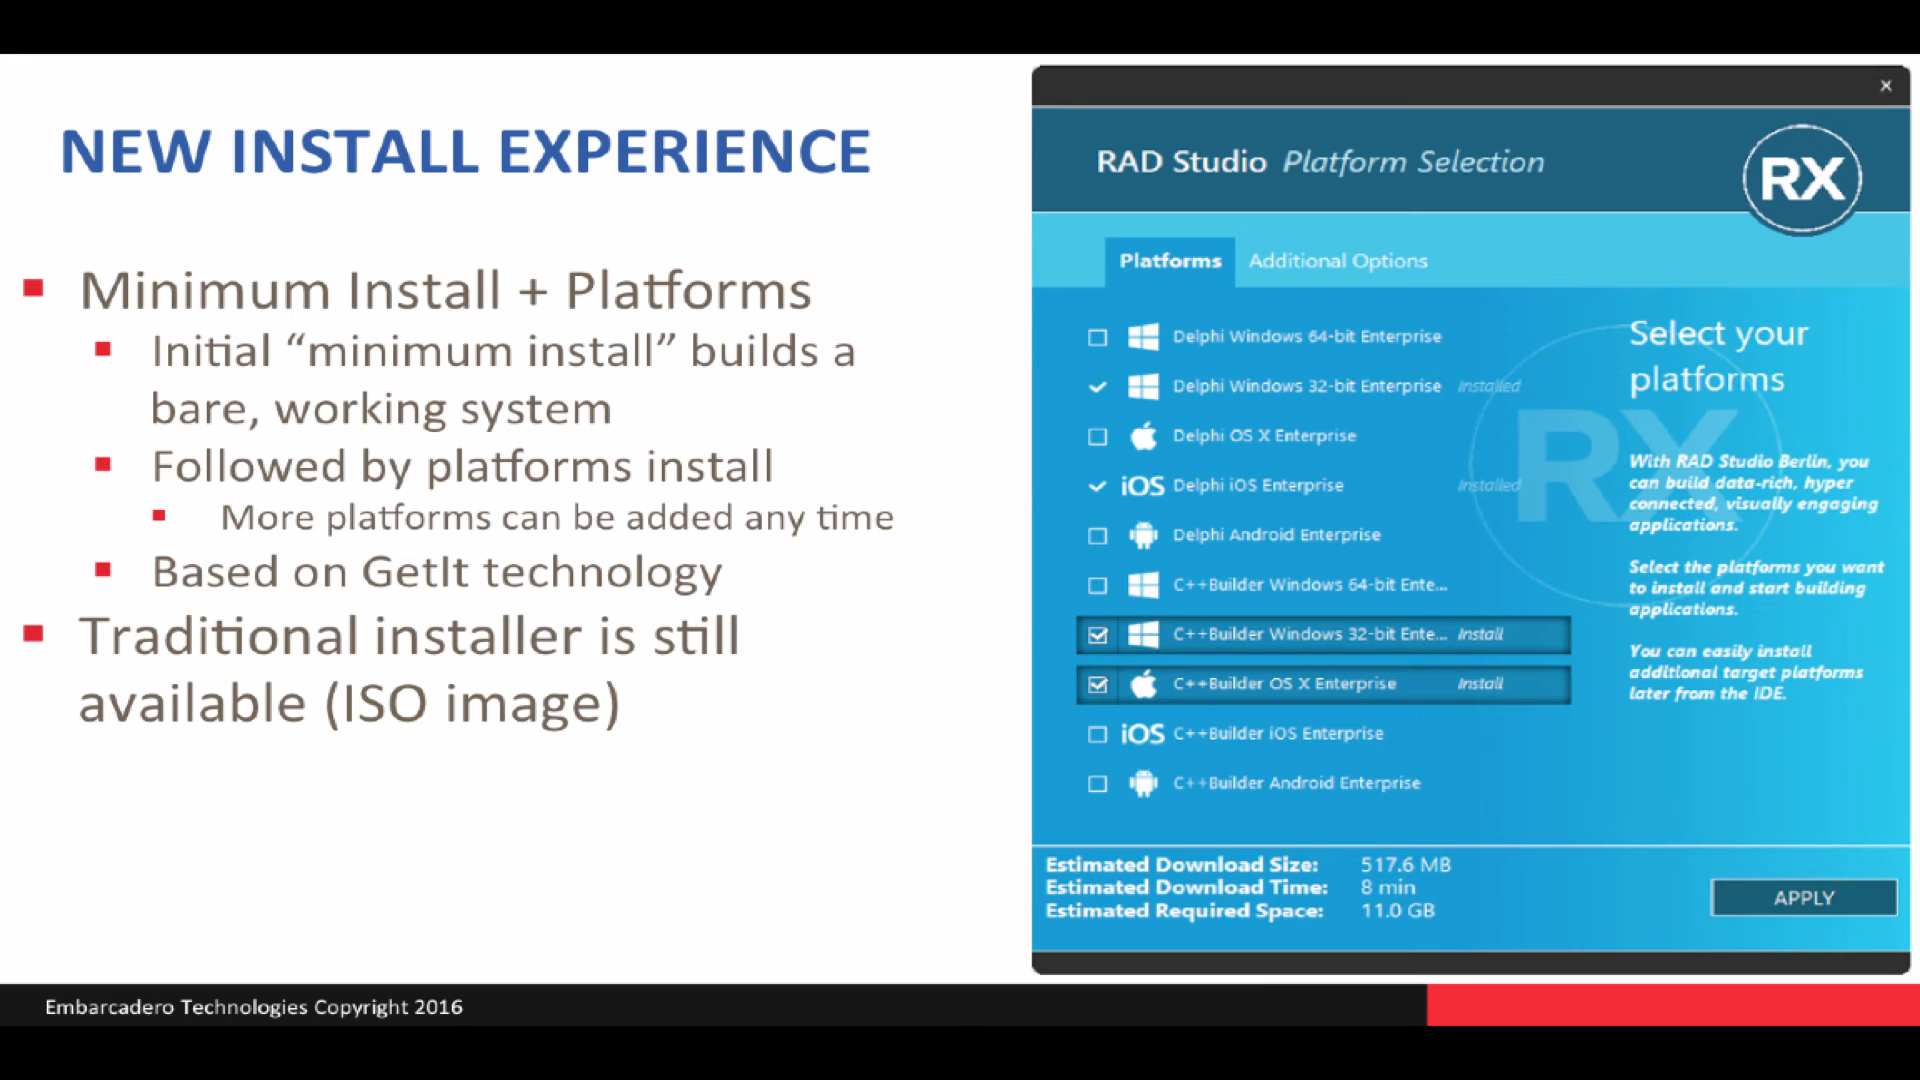 NEW INSTALL EXPERIENCE
Minimum Install + Platforms
Initial “minimum install” builds a
bare, working system
Followed by platforms install
More platforms can be added any time
Based on GetIt technology
Traditional installer is still
available (ISO image)
Embarcadero Technologies Copyright 2016
x
RAD Studio Platform Selection
RX
Platforms Additional Options
Delphi Windows 64-bit Enterprise
Delphi Windows 32-bit Enterprise Installed
Delphi OS X Enterprise
iOS Delphi iOS Enterprise Installed
Delphi Android Enterprise
C++Builder Windows 64-bit Ente...
C++Builder Windows 32-bit Ente... Install
C++Builder OS X Enterprise Install
iOS C++Builder iOS Enterprise
C++Builder Android Enterprise
RX
Select your
platforms
With RAD Studio Berlin, you
can build data-rich, hyper
connected, visually engaging
applications.
Select the platforms you want
to install and start building
applications.
You can easily install
additional target platforms
later from the IDE.
Estimated Download Size: 517.6 MB
Estimated Download Time: 8 min
Estimated Required Space: 11.0 GB
APPLY